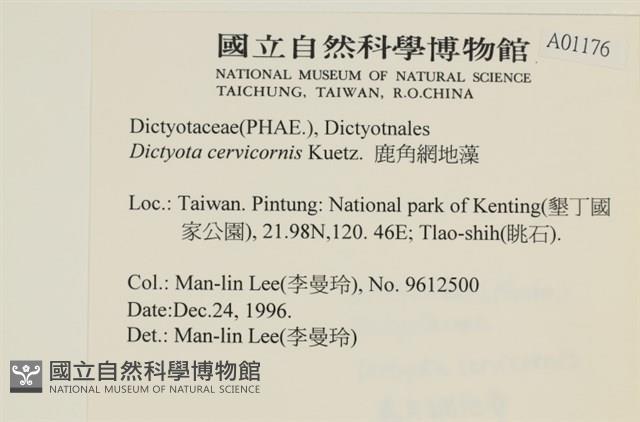 國立自然科學博物館
A01176
NATIONAL MUSEUM OF NATURAL SCIENCE
TAICHUNG, TAIWAN, R.O.CHINA
Dictyotaceae(PHAE.), Dictyotnales
Dictyota cervicornis Kuetz. 鹿角網地藻
Loc.: Taiwan. Pintung: National park of Kenting(墾丁國
家公園), 21.98N,120. 46E; Tlao-shih(眺石).
Col.: Man-lin Lee(李曼玲), No. 9612500
Date:Dec.24, 1996.
Det.: Man-lin Lee(李曼玲)
國立自然科學博物館
NATIONAL MUSEUM OF NATURAL SCIENCE